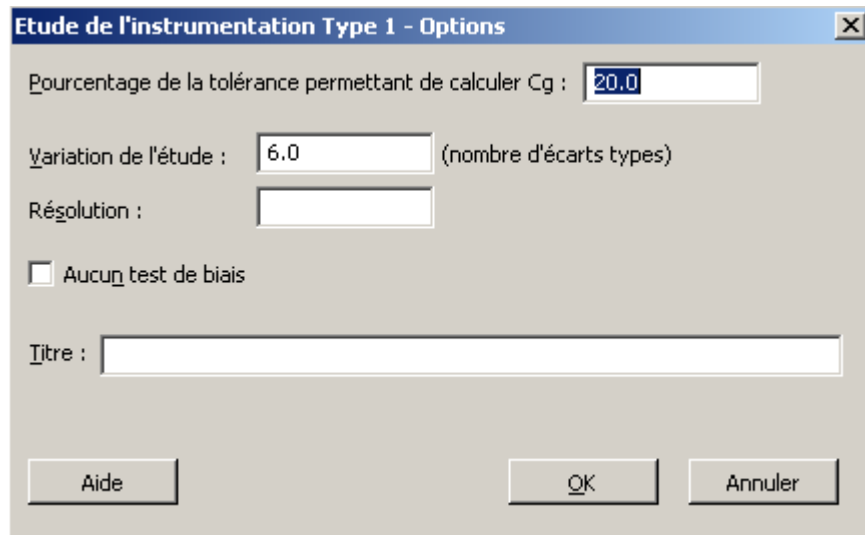 Etude de l'instrumentation Type 1 - Options
Pourcentage de la tolérance permettant de calculer Cg : 20.0
Variation de l'étude : 6.0 (nombre d'écarts types)
Résolution :
Aucun test de biais
Titre :
Aide OK Annuler